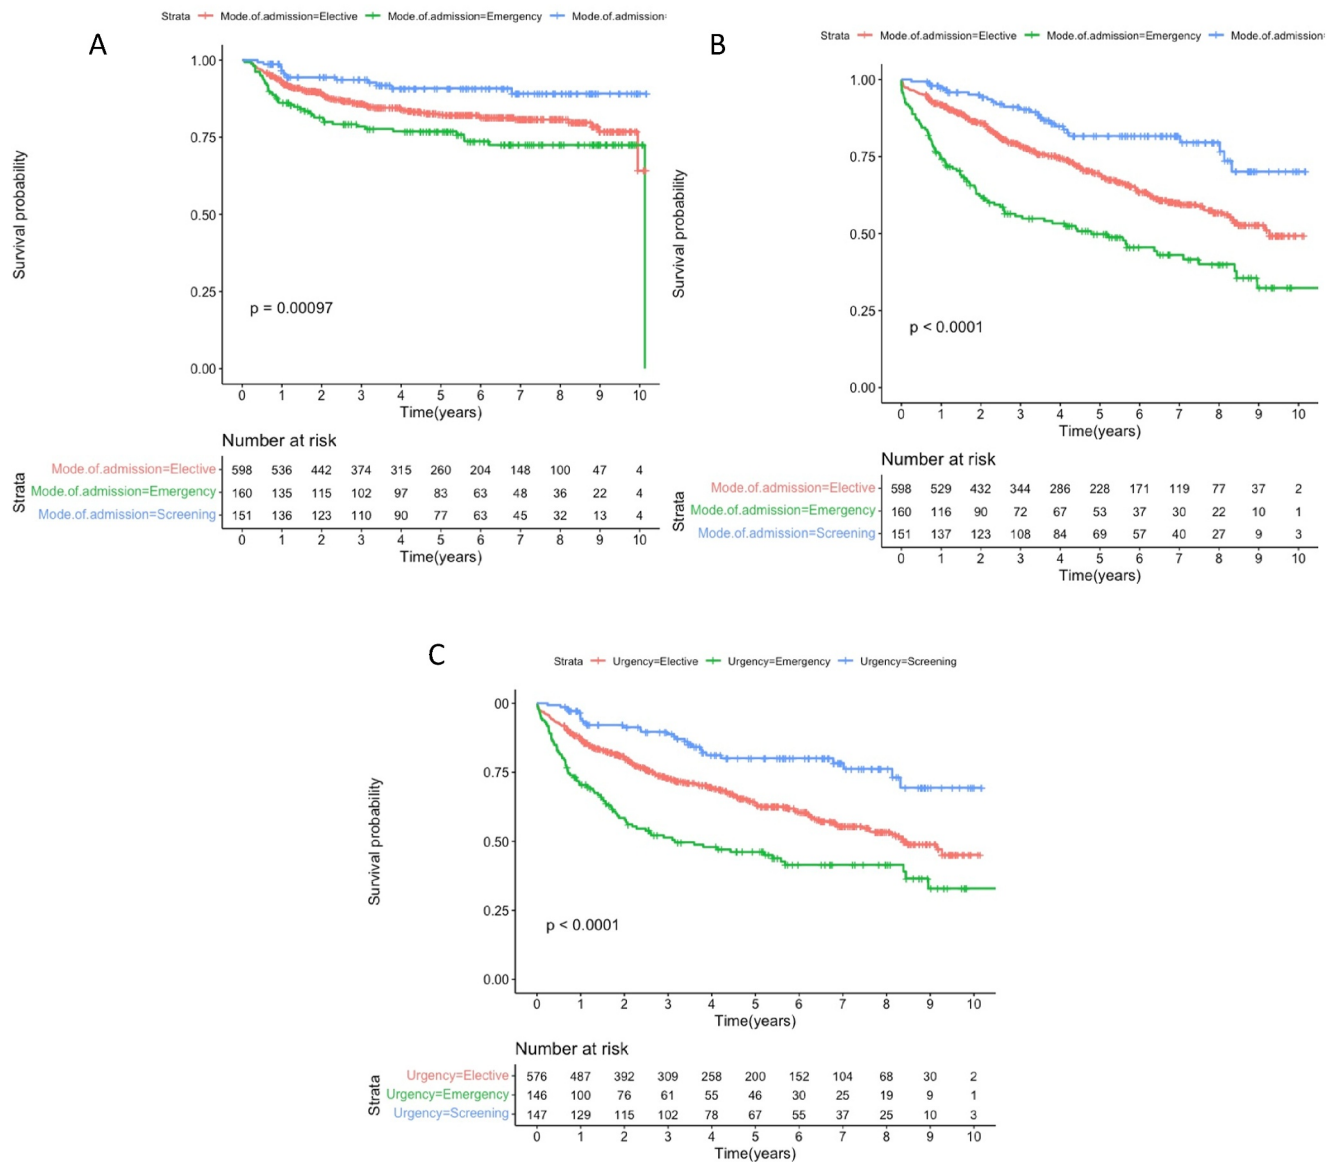 A
Strata Mode.of.admission=Elective Mode.of.admission=Emergency Mode.of.admission=
Survival probability
1.00
0.75
0.50
0.25
0.00
p = 0.00097
0 1 2 3 4 5 6 7 8 9 10
Time(years)
Number at risk
Strata
Mode.of.admission=Elective 598 536 442 374 315 260 204 148 100 47 4
Mode.of.admission=Emergency 160 135 115 102 97 83 63 48 36 22 4
Mode.of.admission=Screening 151 136 123 110 90 77 63 45 32 13 4
0 1 2 3 4 5 6 7 8 9 10
Time(years)
B
Strata Mode.of.admission=Elective Mode.of.admission=Emergency Mode.of.admission=
Survival probability
1.00
0.75
0.50
0.25
0.00
p < 0.0001
0 1 2 3 4 5 6 7 8 9 10
Time(years)
Number at risk
Strata
Mode.of.admission=Elective 598 529 432 344 286 228 171 119 77 37 2
Mode.of.admission=Emergency 160 116 90 72 67 53 37 30 22 10 1
Mode.of.admission=Screening 151 137 123 108 84 69 57 40 27 9 3
0 1 2 3 4 5 6 7 8 9 10
Time(years)
C
Strata Urgency=Elective Urgency=Emergency Urgency=Screening
Survival probability
00
0.75
0.50
0.25
0.00
p < 0.0001
0 1 2 3 4 5 6 7 8 9 10
Time(years)
Number at risk
Strata
Urgency=Elective 576 487 392 309 258 200 152 104 68 30 2
Urgency=Emergency 146 100 76 61 55 46 30 25 19 9 1
Urgency=Screening 147 129 115 102 78 67 55 37 25 10 3
0 1 2 3 4 5 6 7 8 9 10
Time(years)